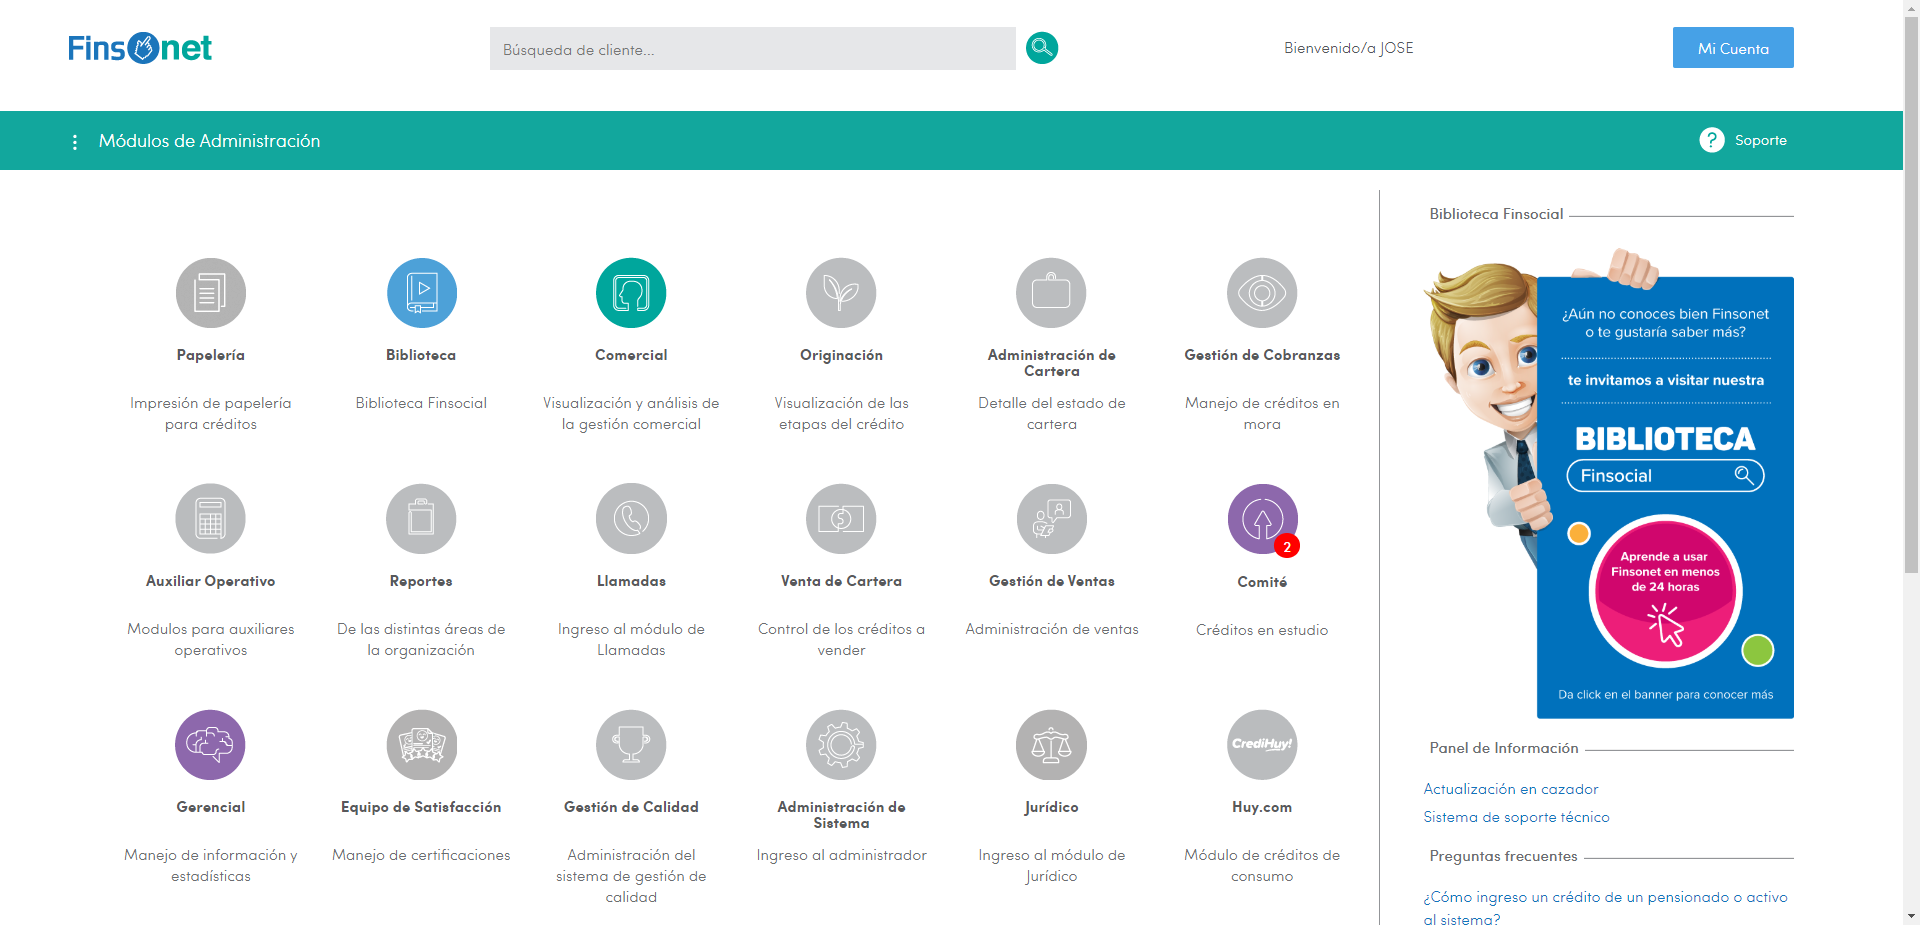 Finsonet
Búsqueda de cliente...
Bienvenido/a JOSE
Mi Cuenta
Módulos de Administración
? Soporte
Papelería
Impresión de papelería
para créditos
Biblioteca
Biblioteca Finsocial
Comercial
Visualización y análisis de
la gestión comercial
Originación
Visualización de las
etapas del crédito
Administración de
Cartera
Detalle del estado de
cartera
Gestión de Cobranzas
Manejo de créditos en
mora
Auxiliar Operativo
Modulos para auxiliares
operativos
Reportes
De las distintas áreas de
la organización
Llamadas
Ingreso al módulo de
Llamadas
Venta de Cartera
Control de los créditos a
vender
Gestión de Ventas
Administración de ventas
2
Comité
Créditos en estudio
Gerencial
Manejo de información y
estadísticas
Equipo de Satisfacción
Manejo de certificaciones
Gestión de Calidad
Administración del
sistema de gestión de
calidad
Administración de
Sistema
Ingreso al administrador
Jurídico
Ingreso al módulo de
Jurídico
CrediHuy!
Huy.com
Módulo de créditos de
consumo
Biblioteca Finsocial
¿Aún no conoces bien Finsonet
o te gustaría saber más?
te invitamos a visitar nuestra
BIBLIOTECA
Finsocial
Aprende a usar
Finsonet en menos
de 24 horas
Da click en el banner para conocer más
Panel de Información
Actualización en cazador
Sistema de soporte técnico
Preguntas frecuentes
¿Cómo ingreso un crédito de un pensionado o activo
al sistema?